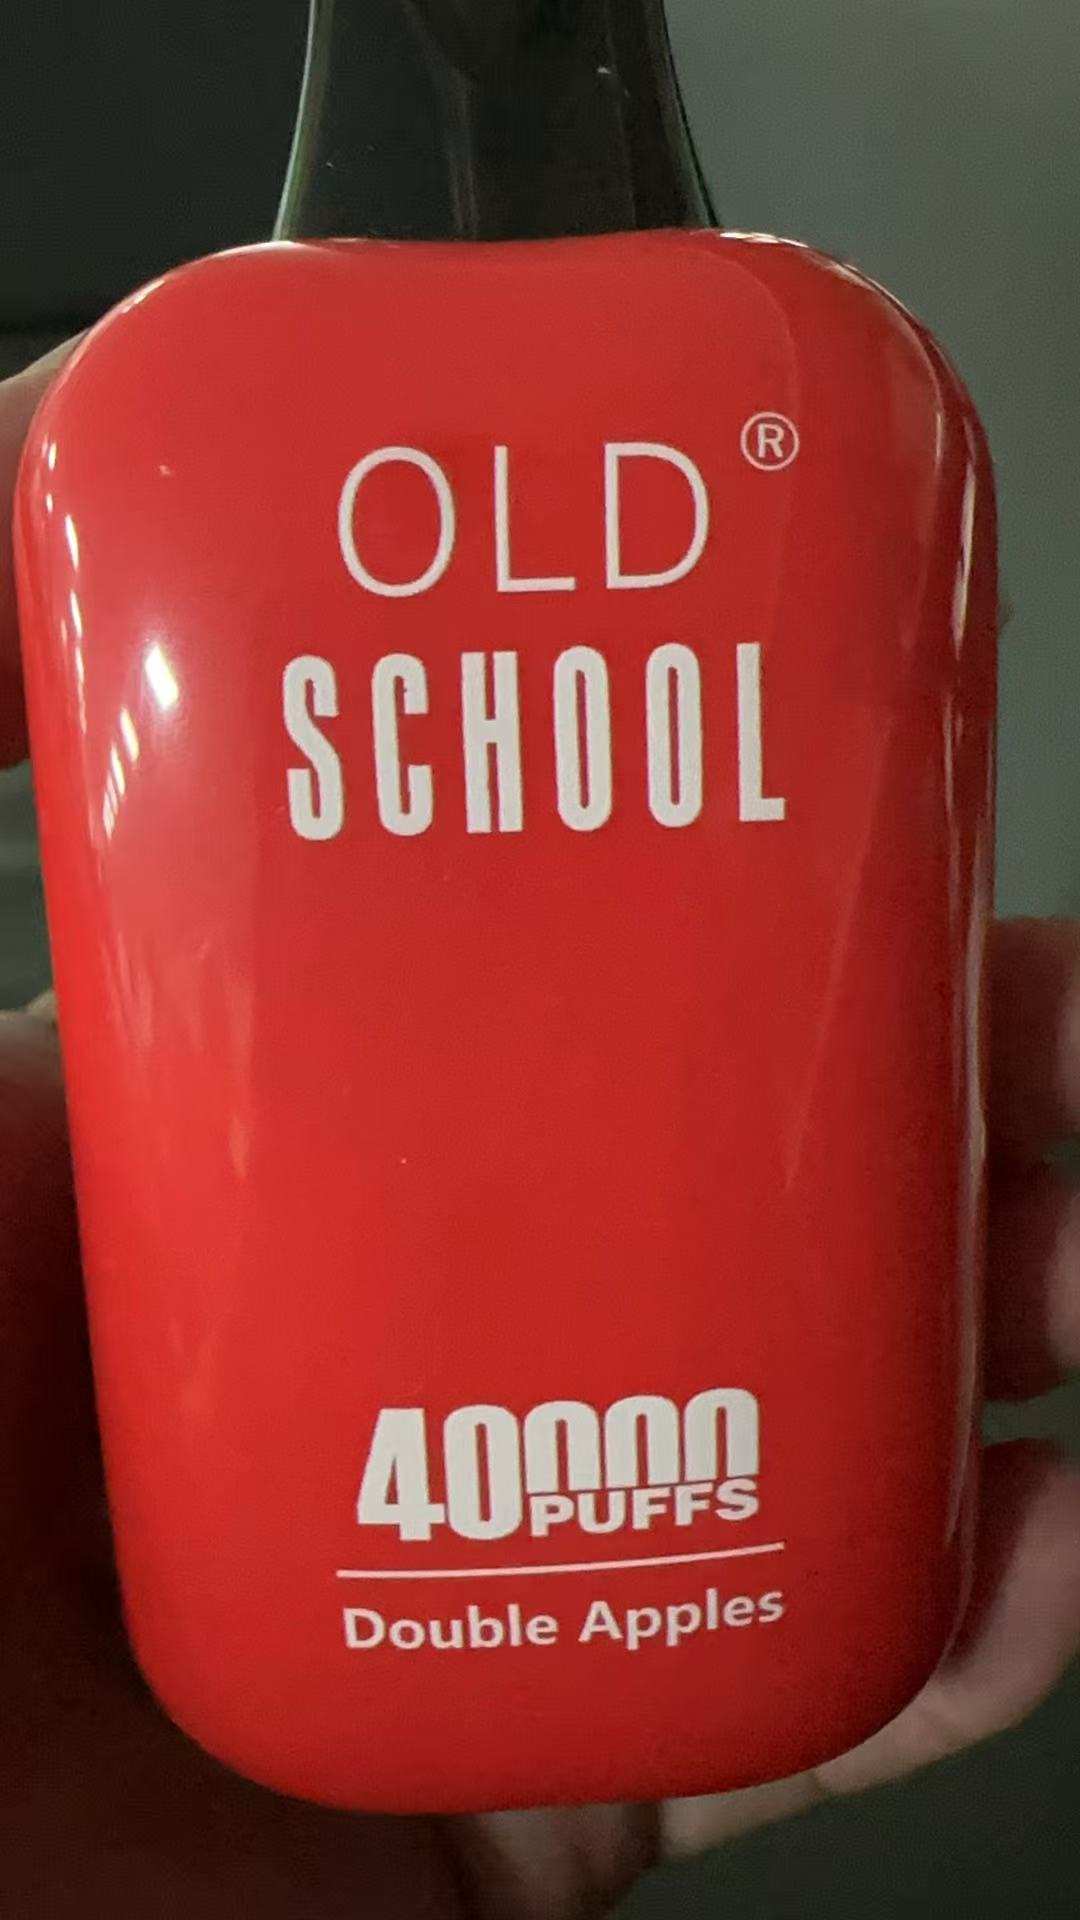 OLD®
SCHOOL
40000
PUFFS
Double Apples